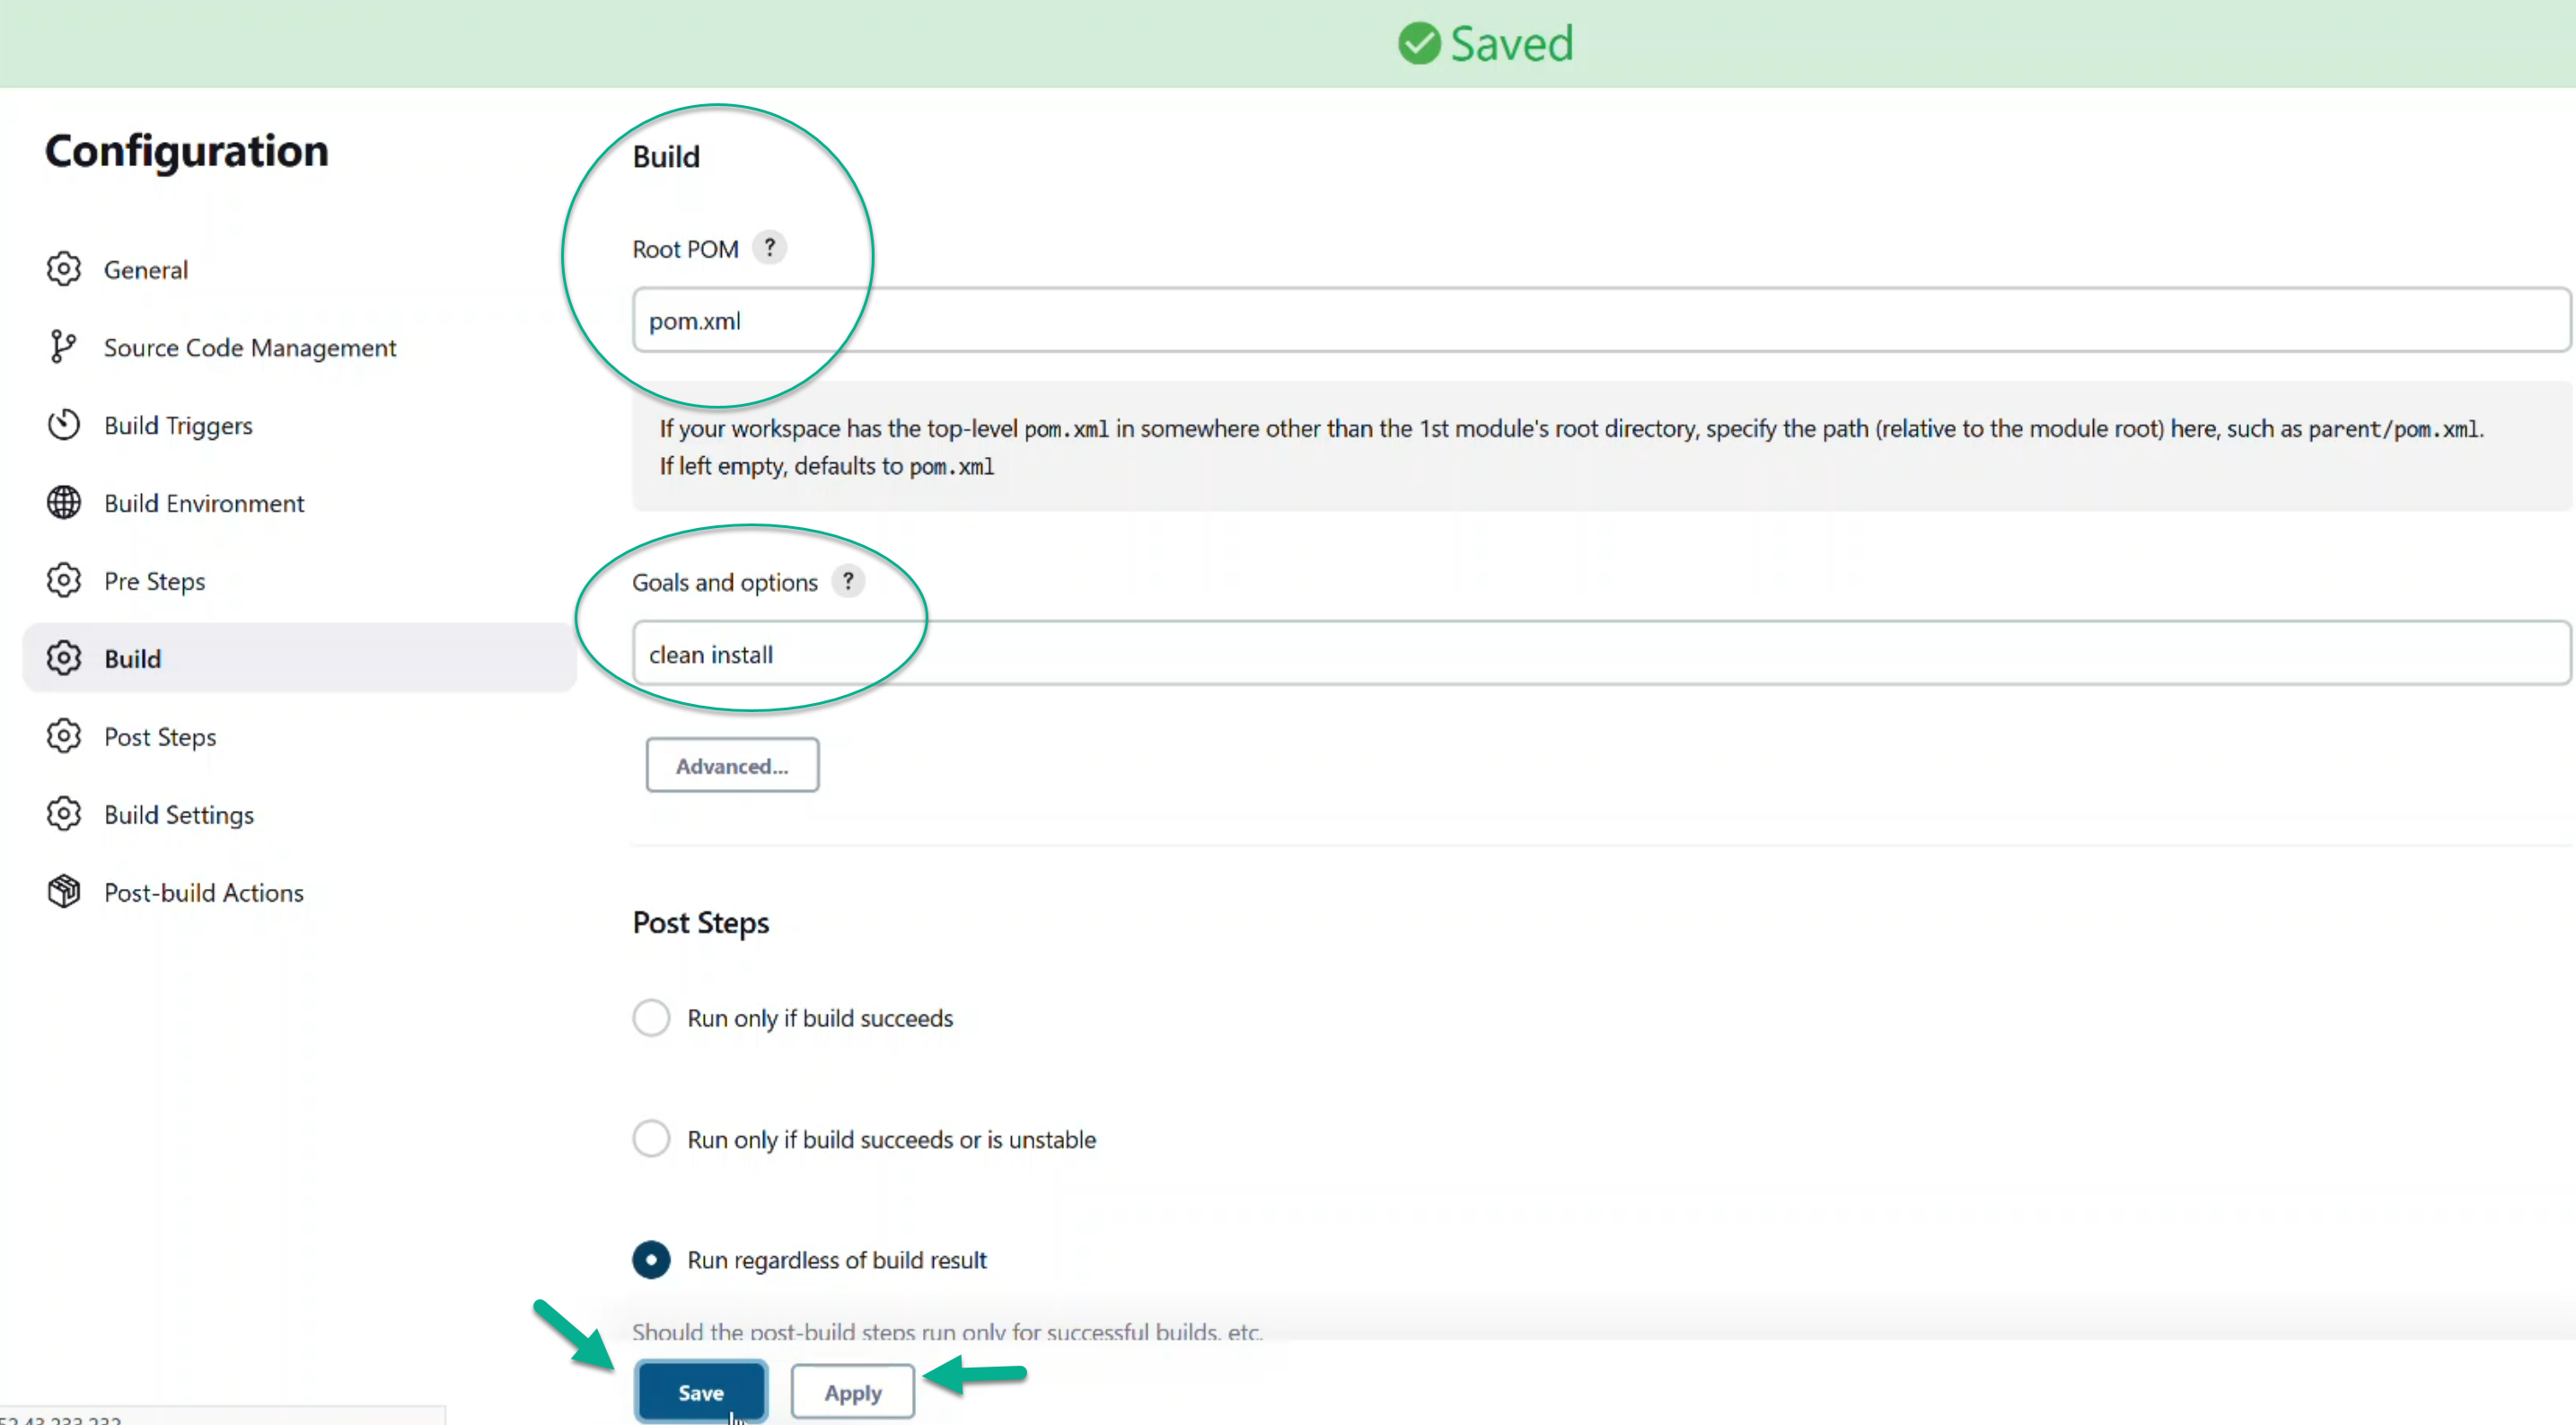 Saved
Configuration
General
Source Code Management
Build Triggers
Build Environment
Pre Steps
Build
Post Steps
Build Settings
Post-build Actions
Build
Root POM ?
pom.xml
If your workspace has the top-level pom.xml in somewhere other than the 1st module's root directory, specify the path (relative to the module root) here, such as parent/pom.xml.
If left empty, defaults to pom.xml
Goals and options ?
clean install
Advanced...
Post Steps
Run only if build succeeds
Run only if build succeeds or is unstable
Run regardless of build result
Should the post-build steps run only for successful builds, etc.
Save
Apply